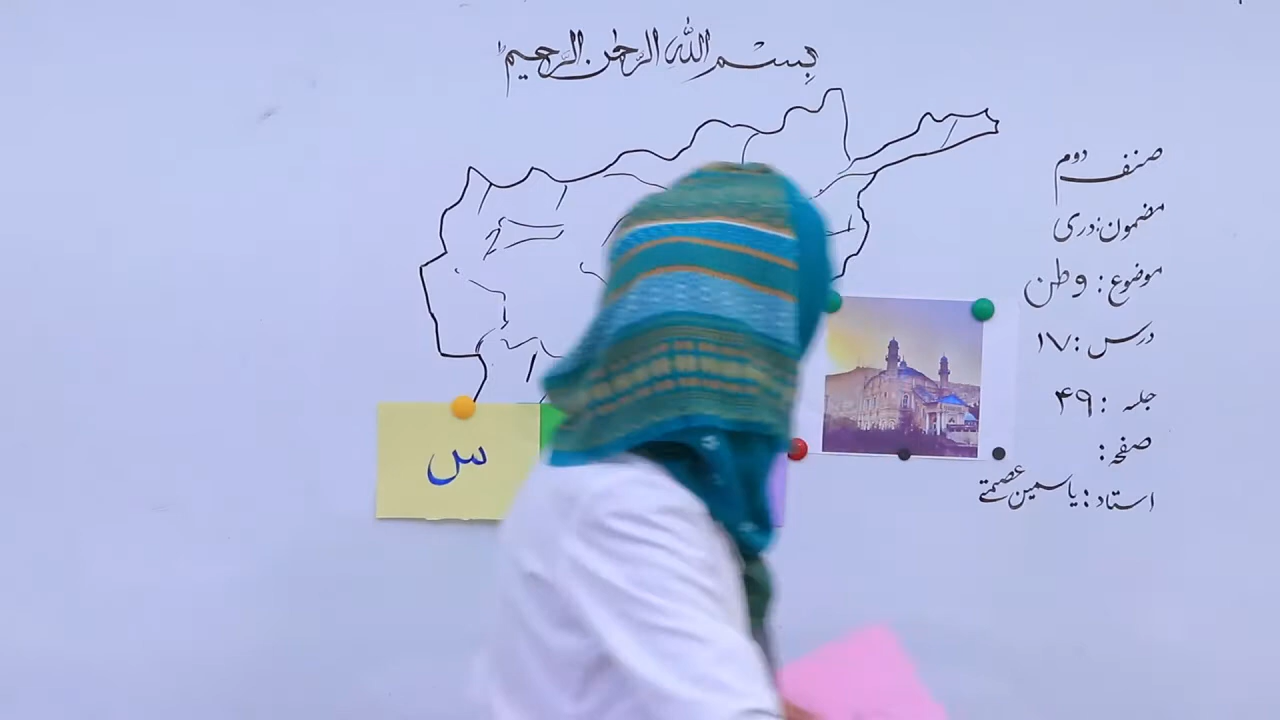 بسم الله الرحمن الرحیم
صنف دوم
مضمون: دری
موضوع: وطن
درس: ۱۷
جلسه: ۴۹
صفحه:
استاد: یاسمین عصمتی
س